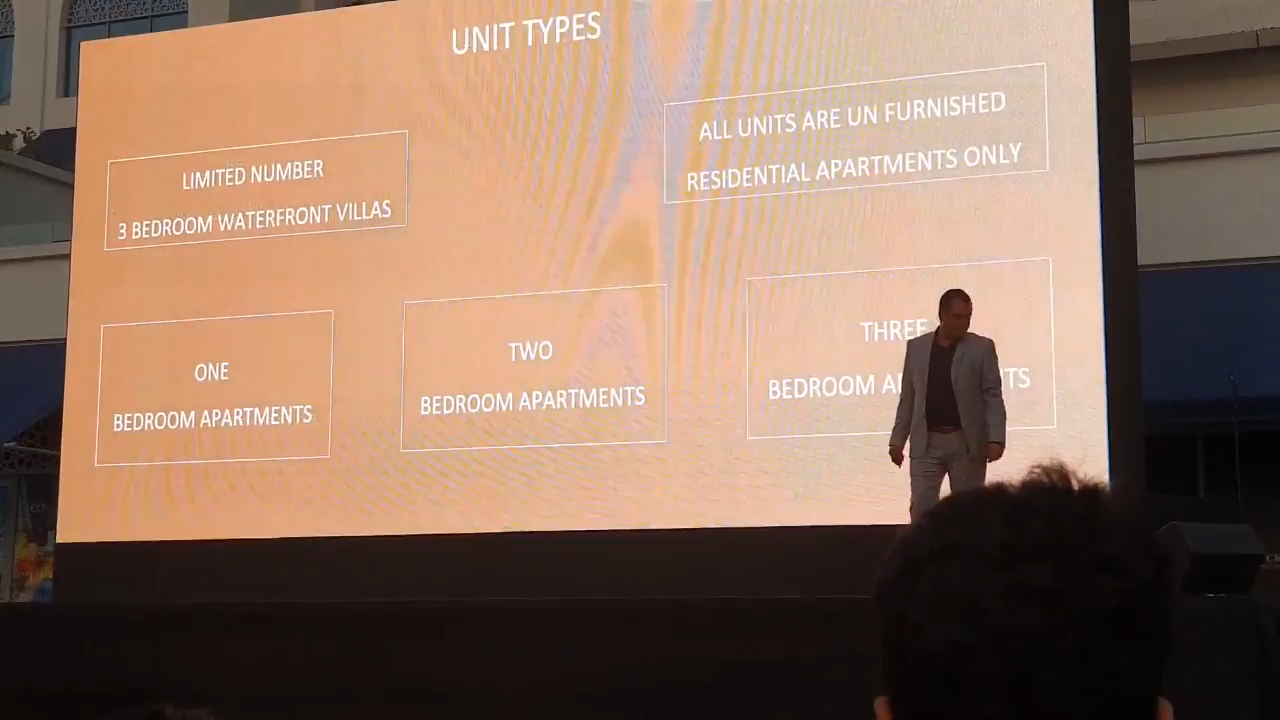 UNIT TYPES
ALL UNITS ARE UN FURNISHED
RESIDENTIAL APARTMENTS ONLY
LIMITED NUMBER
3 BEDROOM WATERFRONT VILLAS
ONE
BEDROOM APARTMENTS
TWO
BEDROOM APARTMENTS
THREE
BEDROOM